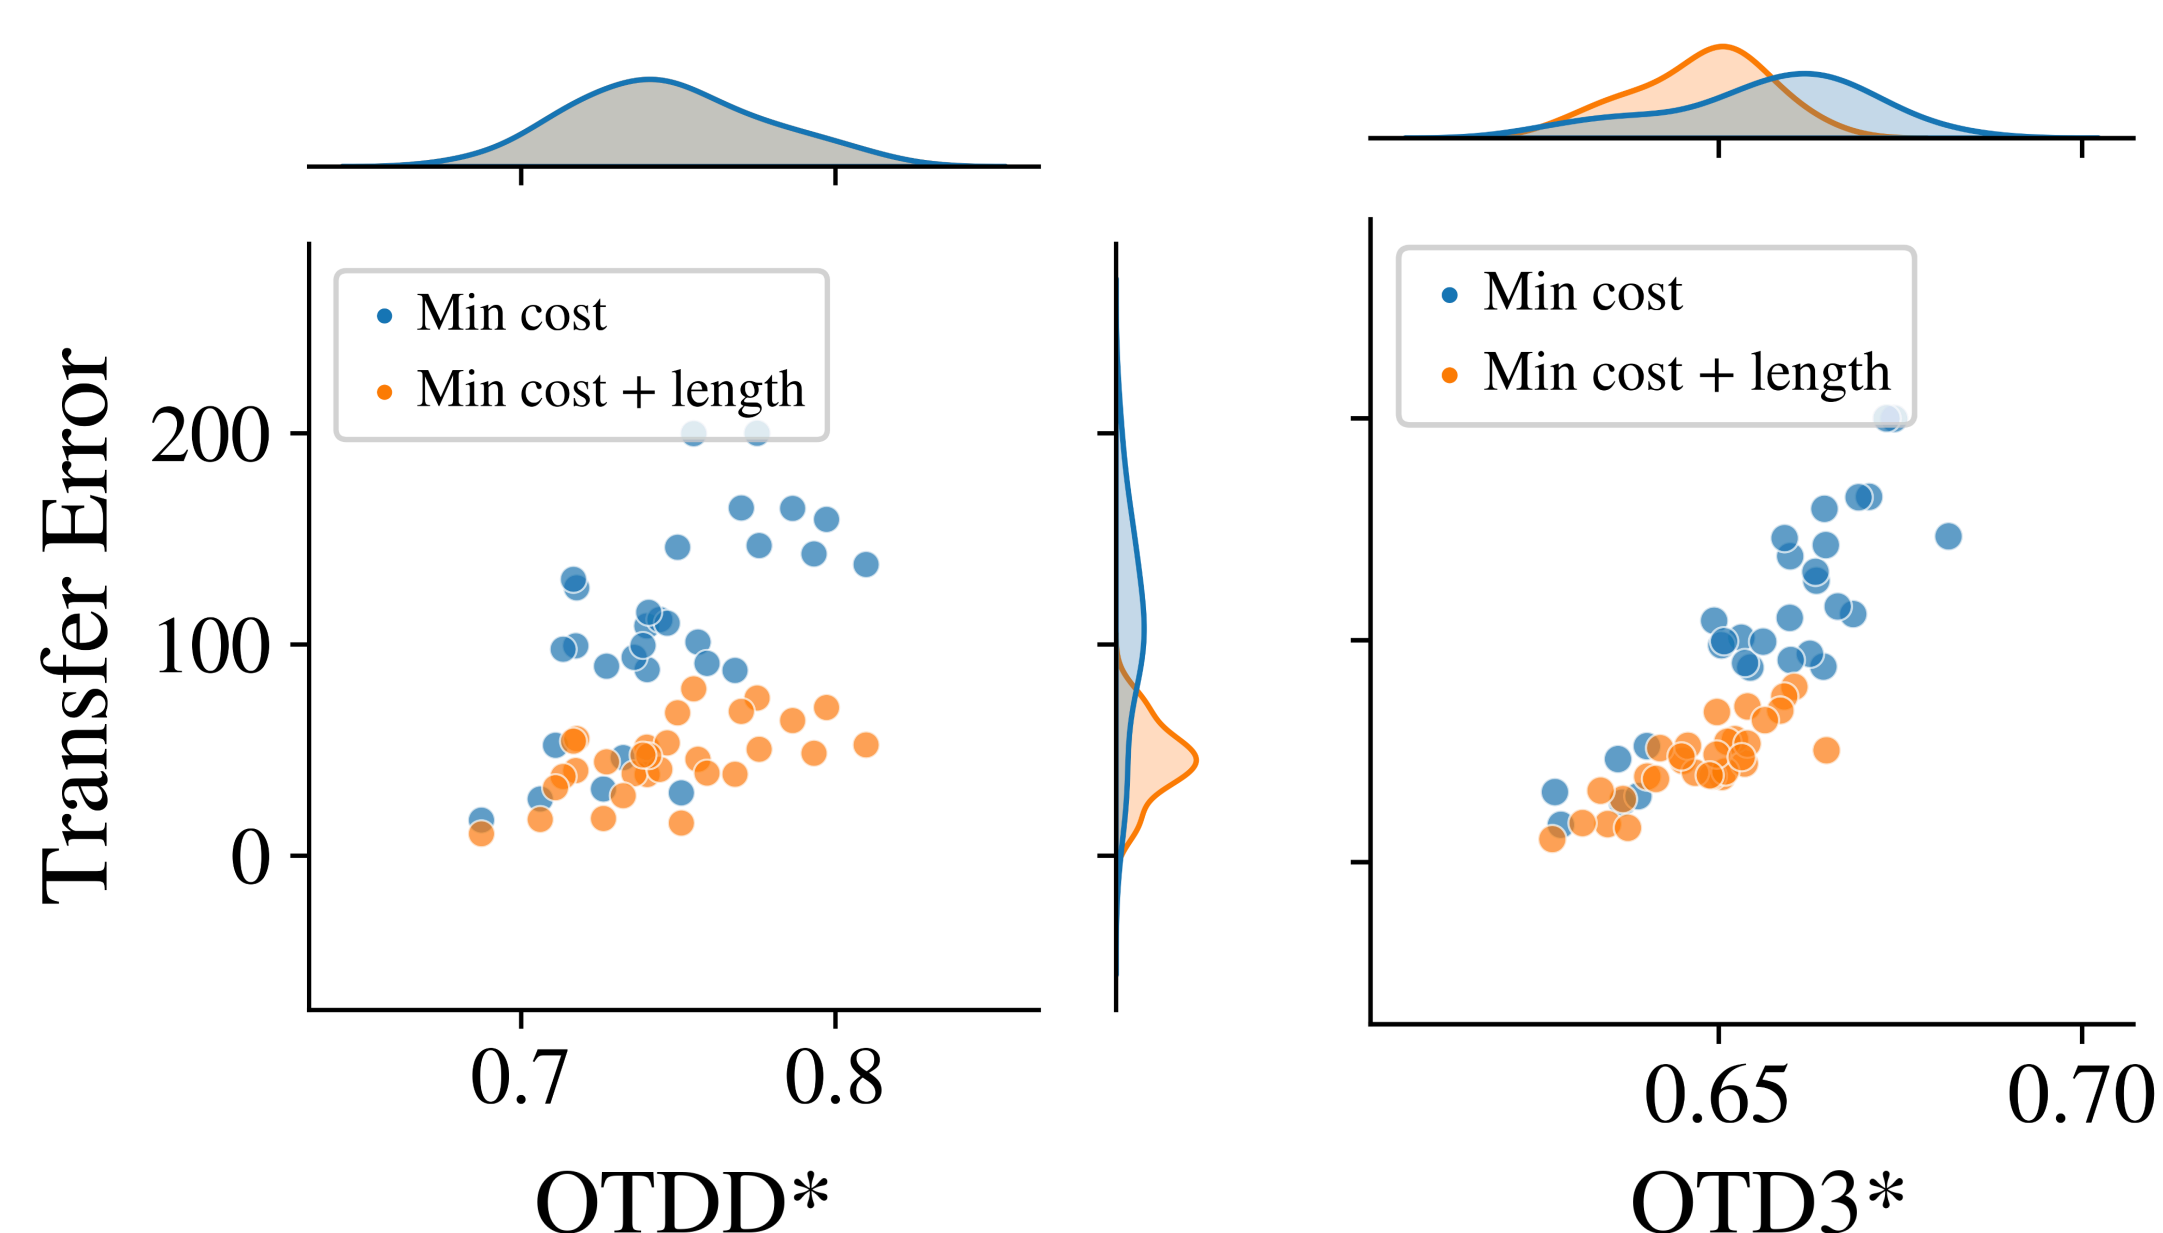 Min cost
Min cost + length
Transfer Error
200
100
0
0.7
0.8
OTDD*
Min cost
Min cost + length
0.65
0.70
OTD3*